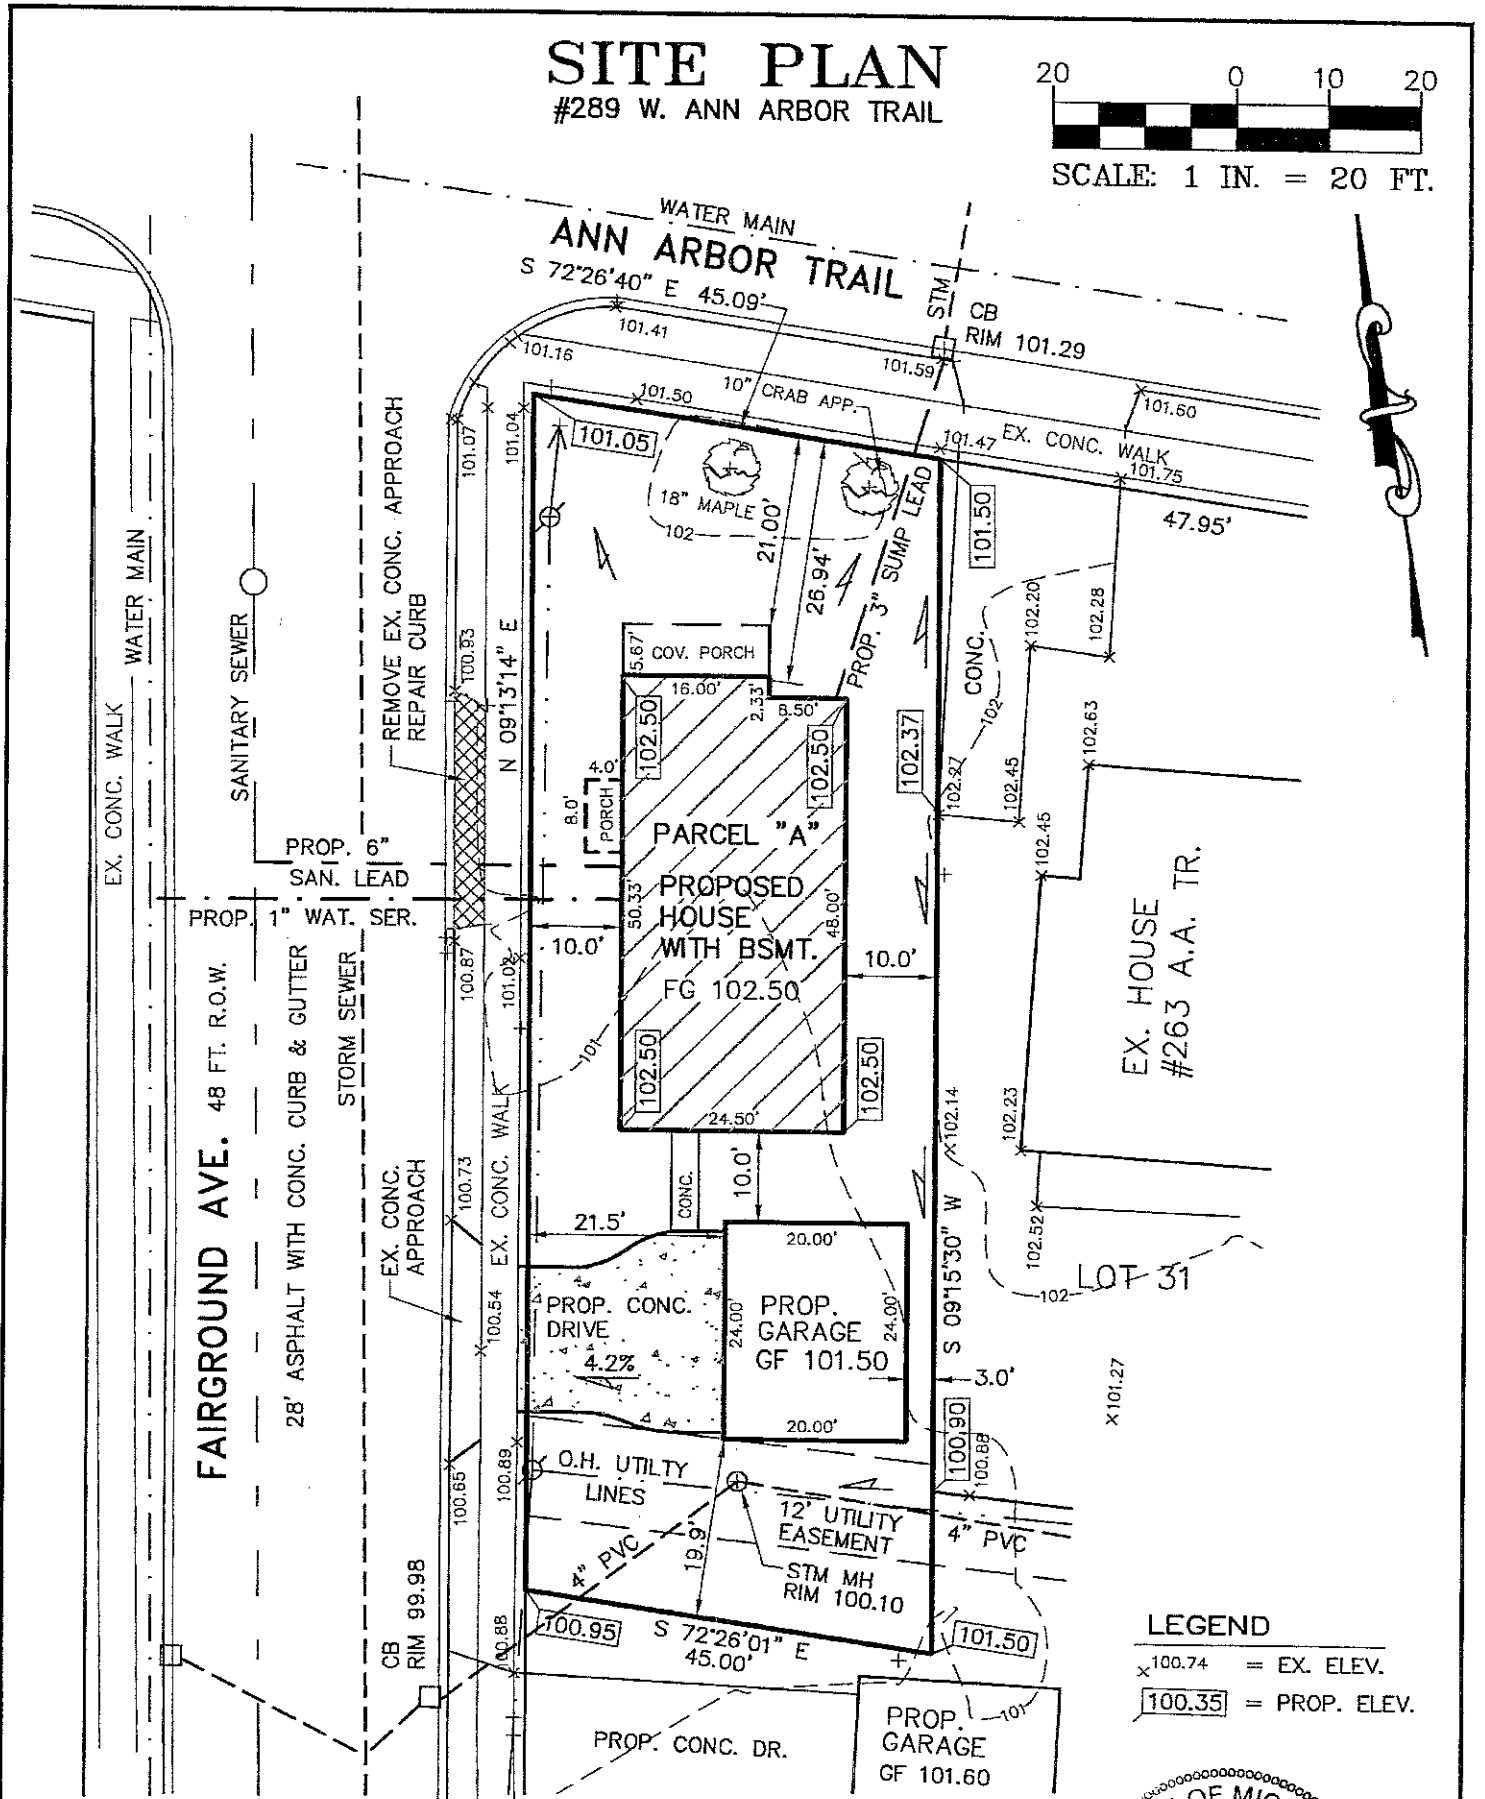 SITE PLAN
#289 W. ANN ARBOR TRAIL
20 0 10 20
SCALE: 1 IN. = 20 FT.
WATER MAIN
ANN ARBOR TRAIL
S 72°26'40" E 45.09'
STM
CB
RIM 101.29
101.41
101.16
101.59
101.60
10" CRAB APP.
101.50
101.04
101.07
101.05
101.47
EX. CONC. WALK
101.75
47.95'
101.50
18" MAPLE
102
21.00'
26.94'
PROP. 3" SUMP LEAD
REMOVE EX. CONC. APPROACH
REPAIR CURB
WATER MAIN
EX. CONC. WALK
SANITARY SEWER
100.93
N 09°13'14" E
5.67'
COV. PORCH
16.00'
2.33'
8.50'
102.50
102.50
102.37
102.27
CONC.
102
102.20
102.28
102.45
102.63
102.45
4.0'
8.0'
PORCH
PARCEL "A"
PROPOSED
HOUSE
WITH BSMT.
FG 102.50
50.33'
48.00'
PROP. 6"
SAN. LEAD
PROP. 1" WAT. SER.
10.0'
10.0'
EX. HOUSE
#263 A.A. TR.
100.87
101.02
101
102.50
102.50
24.50'
102.14
102.23
102.52
FAIRGROUND AVE. 48 FT. R.O.W.
28' ASPHALT WITH CONC. CURB & GUTTER
STORM SEWER
EX. CONC.
APPROACH
100.73
EX. CONC. WALK
CONC.
10.0'
21.5'
20.00'
S 09°15'30" W
LOT 31
102
100.54
PROP. CONC.
DRIVE
4.2%
24.00'
PROP.
GARAGE
GF 101.50
24.00'
3.0'
101.27
20.00'
100.90
100.88
100.65
100.89
O.H. UTILTY
LINES
12' UTILITY
EASEMENT
4" PVC
4" PVC
19.9'
STM MH
RIM 100.10
CB
RIM 99.98
100.88
100.95
S 72°26'01" E
45.00'
101.50
101
PROP. CONC. DR.
PROP.
GARAGE
GF 101.60
LEGEND
100.74 = EX. ELEV.
100.35 = PROP. ELEV.
OF MIC